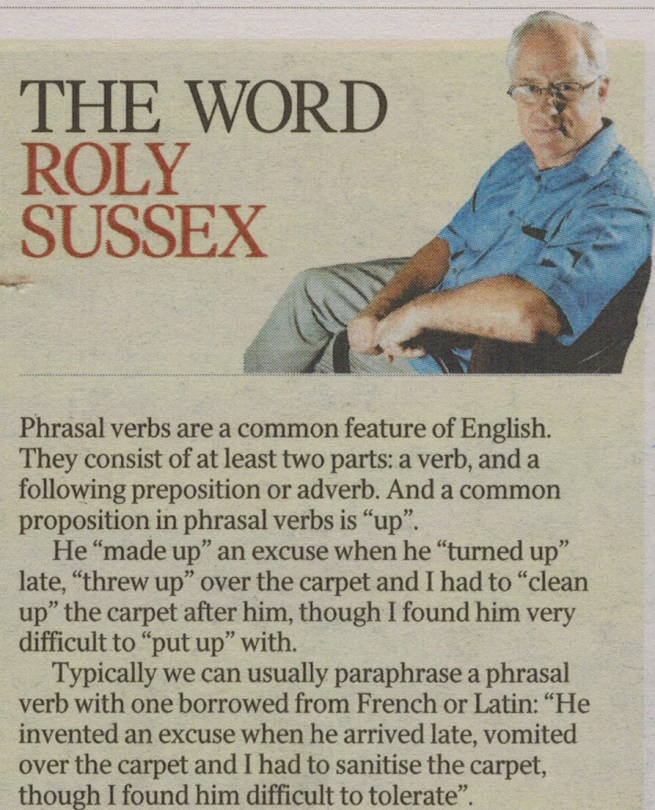 THE WORD
ROLY
SUSSEX
Phrasal verbs are a common feature of English.
They consist of at least two parts: a verb, and a
following preposition or adverb. And a common
proposition in phrasal verbs is “up”.
He “made up” an excuse when he “turned up”
late, “threw up” over the carpet and I had to “clean
up” the carpet after him, though I found him very
difficult to “put up” with.
Typically we can usually paraphrase a phrasal
verb with one borrowed from French or Latin: “He
invented an excuse when he arrived late, vomited
over the carpet and I had to sanitise the carpet,
though I found him difficult to tolerate”.